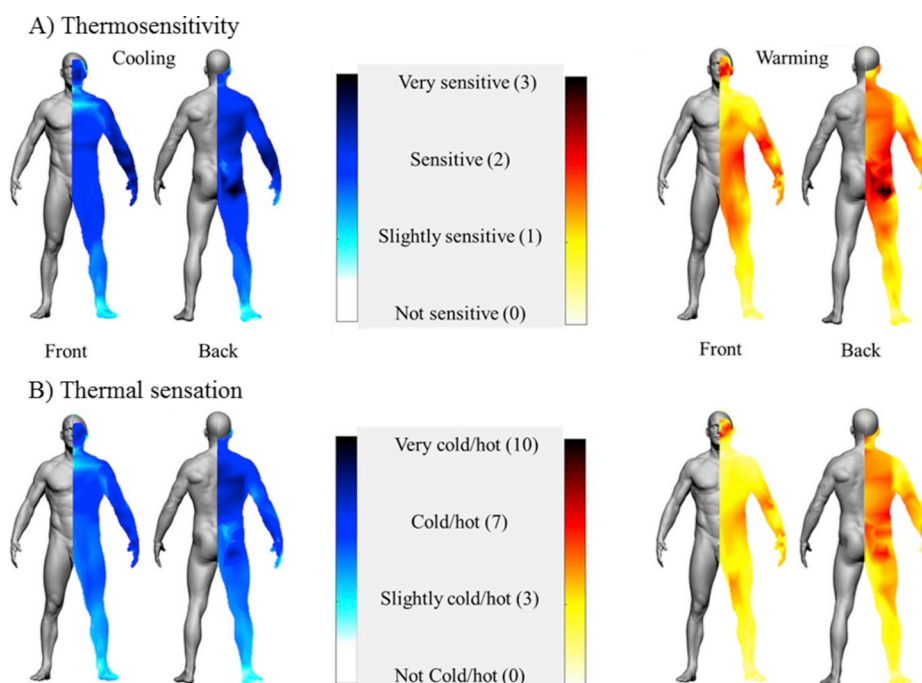 A) Thermosensitivity
Cooling
Very sensitive (3)
Warming
Sensitive (2)
Slightly sensitive (1)
Not sensitive (0)
Front
Back
Front
Back
B) Thermal sensation
Very cold/hot (10)
Cold/hot (7)
Slightly cold/hot (3)
Not Cold/hot (0)